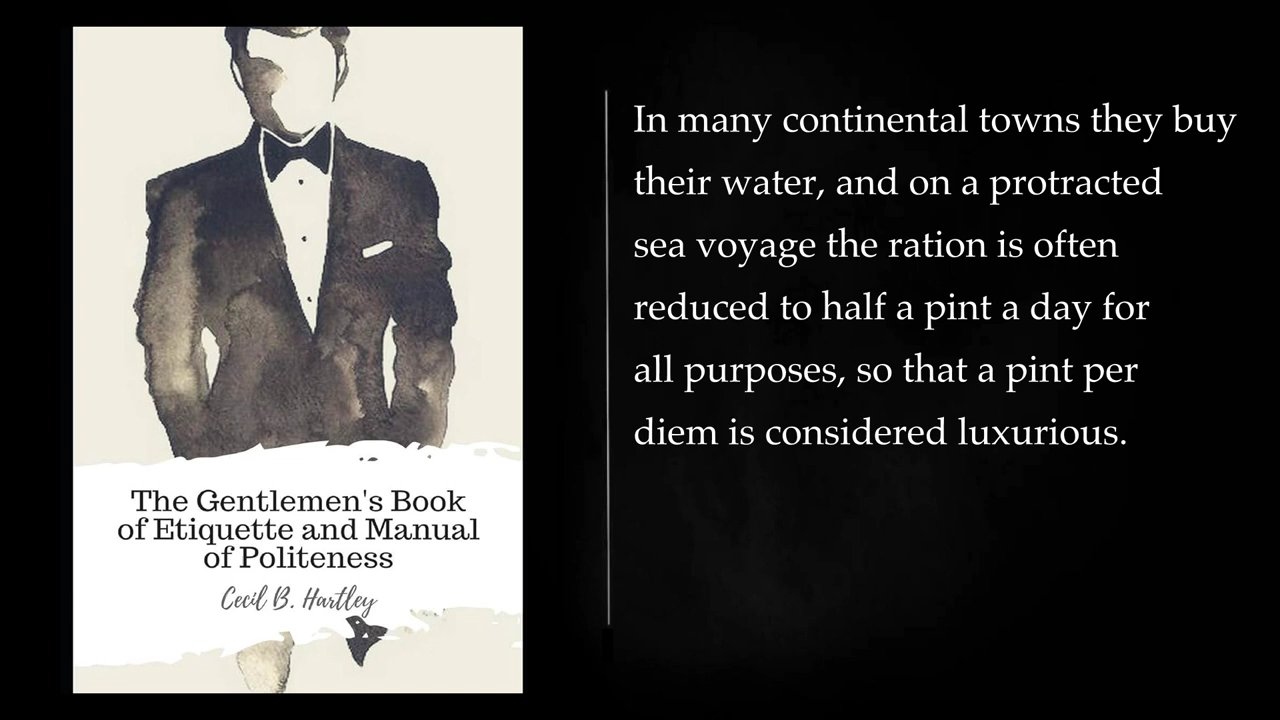 The Gentlemen's Book
of Etiquette and Manual
of Politeness
Cecil B. Hartley
In many continental towns they buy
their water, and on a protracted
sea voyage the ration is often
reduced to half a pint a day for
all purposes, so that a pint per
diem is considered luxurious.